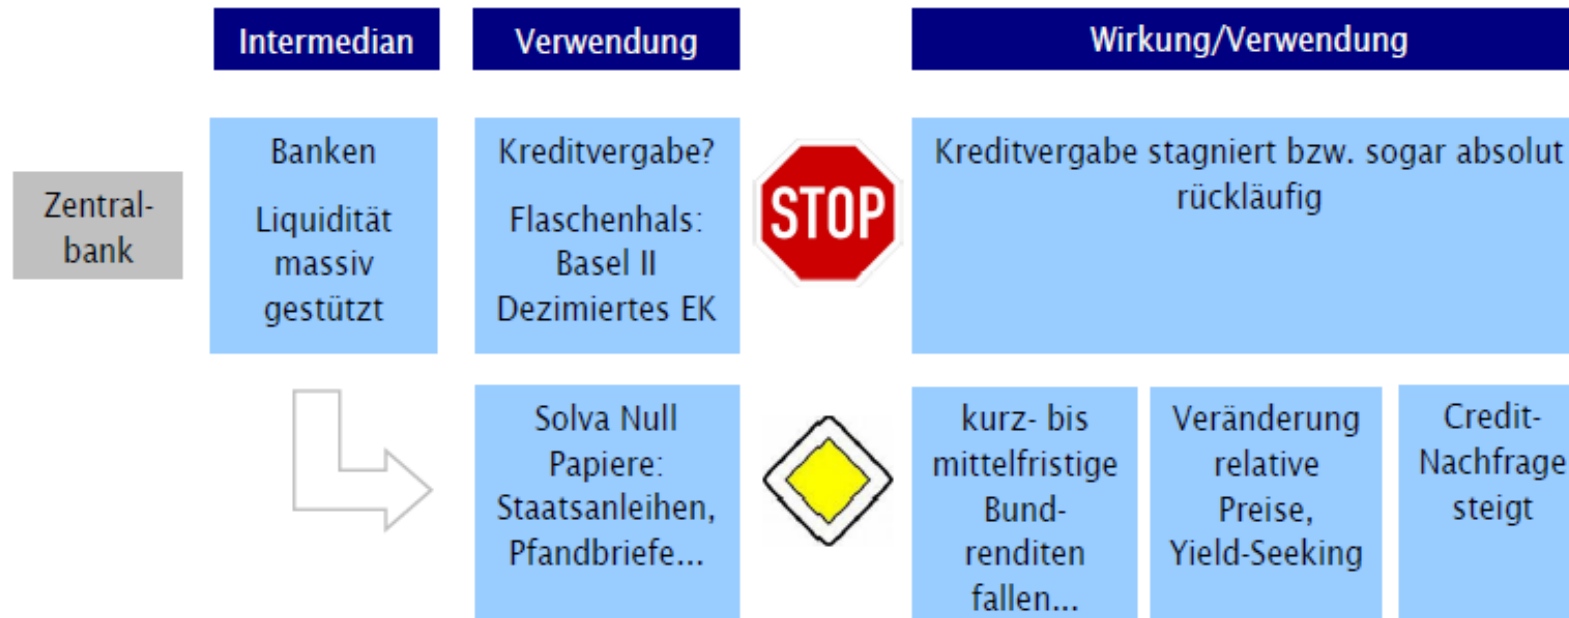 Intermedian
Verwendung
Wirkung/Verwendung
Zentral-
bank
Banken
Liquidität
massiv
gestützt
Kreditvergabe?
Flaschenhals:
Basel II
Dezimiertes EK
STOP
Kreditvergabe stagniert bzw. sogar absolut
rückläufig
Solva Null
Papiere:
Staatsanleihen,
Pfandbriefe...
kurz- bis
mittelfristige
Bund-
renditen
fallen...
Veränderung
relative
Preise,
Yield-Seeking
Credit-
Nachfrage
steigt